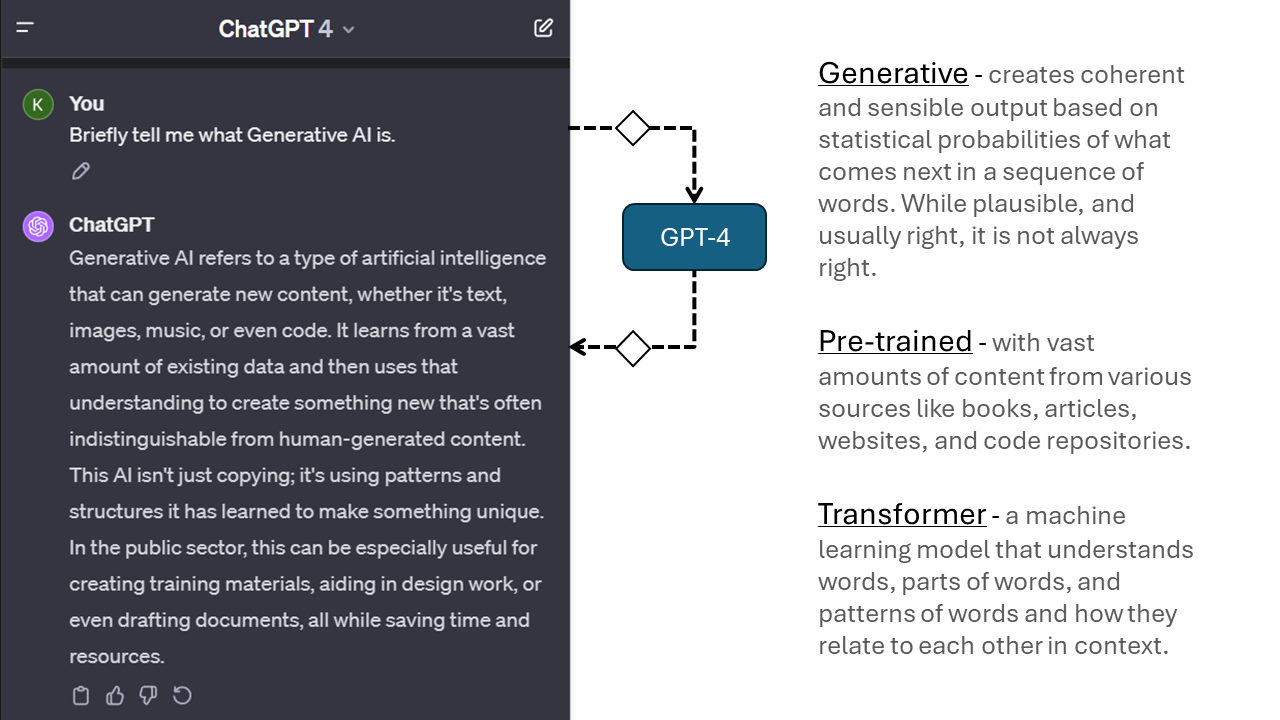 ChatGPT 4
K
You
Briefly tell me what Generative AI is.
ChatGPT
Generative AI refers to a type of artificial intelligence
that can generate new content, whether it's text,
images, music, or even code. It learns from a vast
amount of existing data and then uses that
understanding to create something new that's often
indistinguishable from human-generated content.
This AI isn't just copying; it's using patterns and
structures it has learned to make something unique.
In the public sector, this can be especially useful for
creating training materials, aiding in design work, or
even drafting documents, all while saving time and
resources.
GPT-4
Generative - creates coherent
and sensible output based on
statistical probabilities of what
comes next in a sequence of
words. While plausible, and
usually right, it is not always
right.
Pre-trained - with vast
amounts of content from various
sources like books, articles,
websites, and code repositories.
Transformer - a machine
learning model that understands
words, parts of words, and
patterns of words and how they
relate to each other in context.